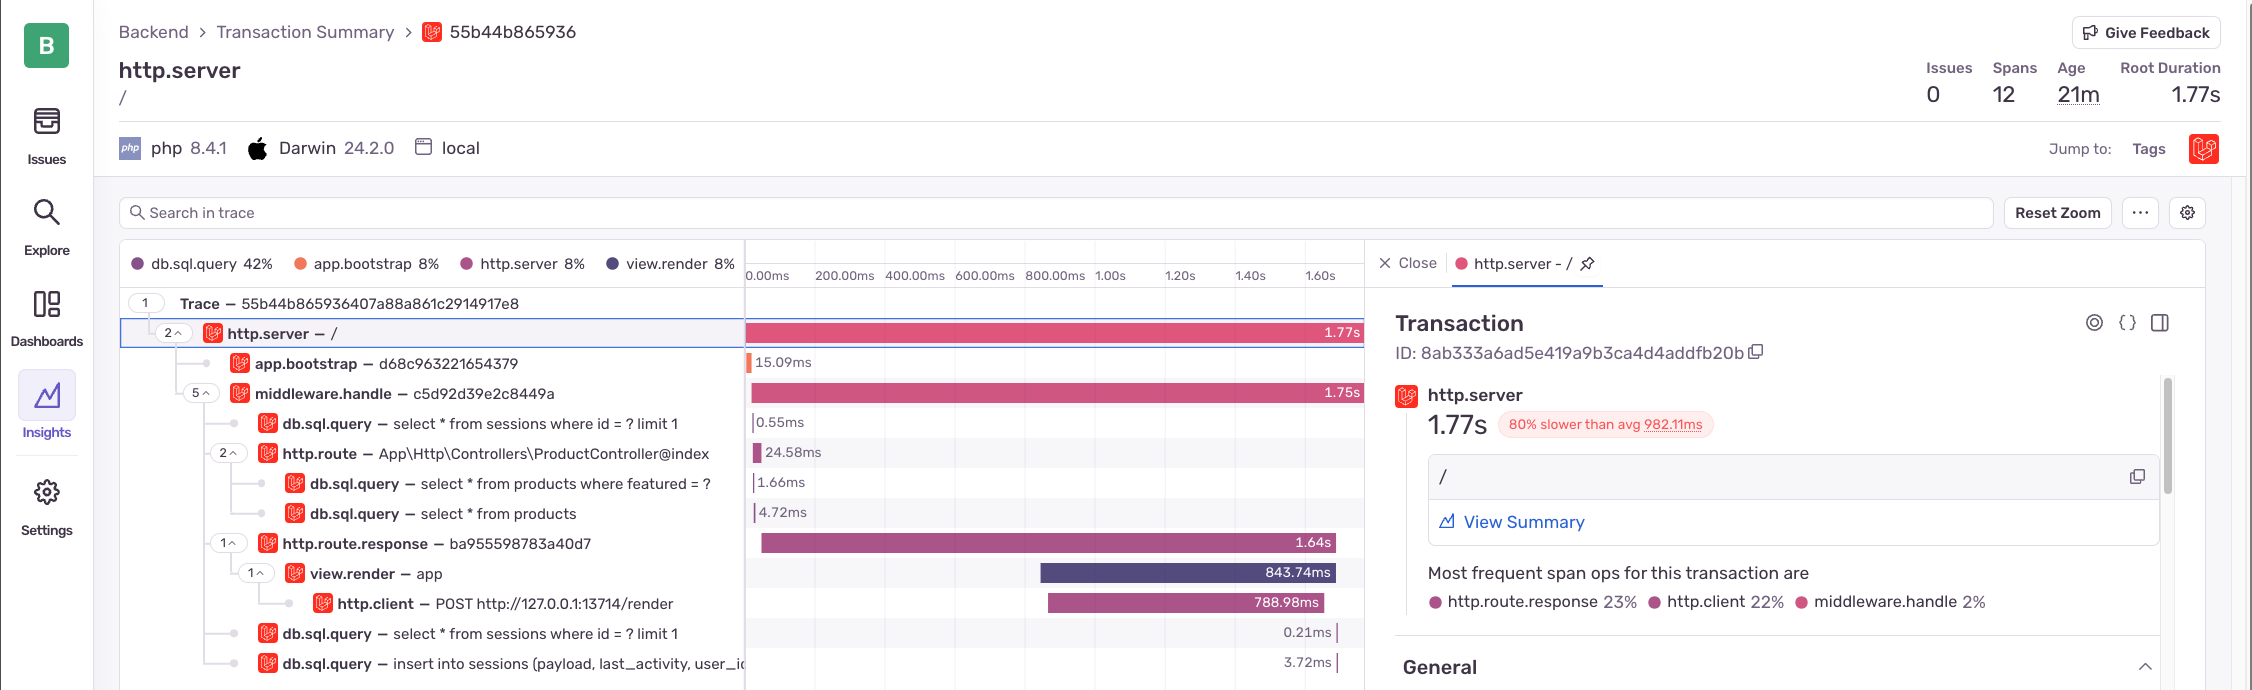 B
Issues
Explore
Dashboards
Insights
Settings
Backend > Transaction Summary > 55b44b865936
Give Feedback
http.server
/
Issues Spans Age Root Duration
0 12 21m 1.77s
php php 8.4.1 Darwin 24.2.0 local
Jump to: Tags
Search in trace
Reset Zoom
db.sql.query 42% app.bootstrap 8% http.server 8% view.render 8%
0.00ms 200.00ms 400.00ms 600.00ms 800.00ms 1.00s 1.20s 1.40s 1.60s
1 Trace — 55b44b865936407a88a861c2914917e8
2 http.server — / 1.77s
app.bootstrap — d68c963221654379 15.09ms
5 middleware.handle — c5d92d39e2c8449a 1.75s
db.sql.query — select * from sessions where id = ? limit 1 0.55ms
2 http.route — App\Http\Controllers\ProductController@index 24.58ms
db.sql.query — select * from products where featured = ? 1.66ms
db.sql.query — select * from products 4.72ms
1 http.route.response — ba955598783a40d7 1.64s
1 view.render — app 843.74ms
http.client — POST http://127.0.0.1:13714/render 788.98ms
db.sql.query — select * from sessions where id = ? limit 1 0.21ms
db.sql.query — insert into sessions (payload, last_activity, user_i 3.72ms
Close http.server - /
Transaction
ID: 8ab333a6ad5e419a9b3ca4d4addfb20b
http.server
1.77s 80% slower than avg 982.11ms
/
View Summary
Most frequent span ops for this transaction are
http.route.response 23% http.client 22% middleware.handle 2%
General